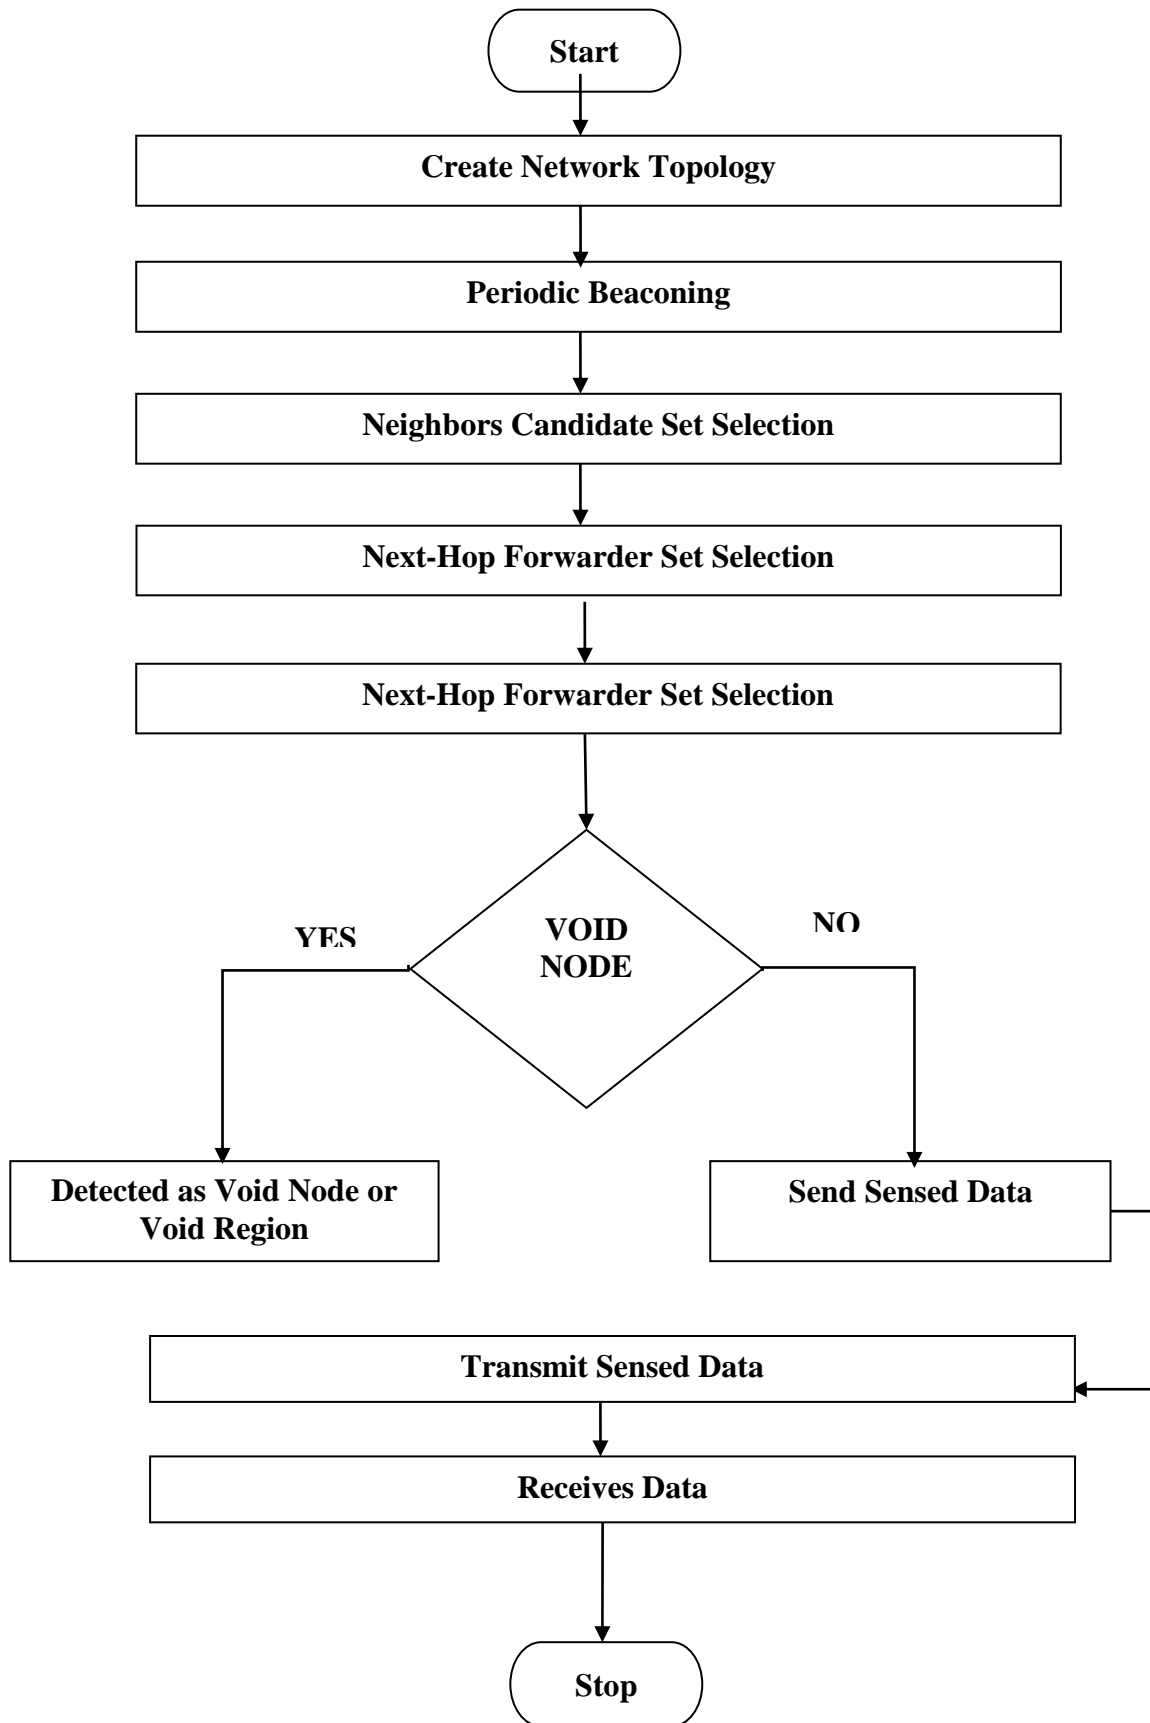 Start
Create Network Topology
Periodic Beaconing
Neighbors Candidate Set Selection
Next-Hop Forwarder Set Selection
Next-Hop Forwarder Set Selection
VOID
NODE
YES
NO
Detected as Void Node or
Void Region
Send Sensed Data
Transmit Sensed Data
Receives Data
Stop